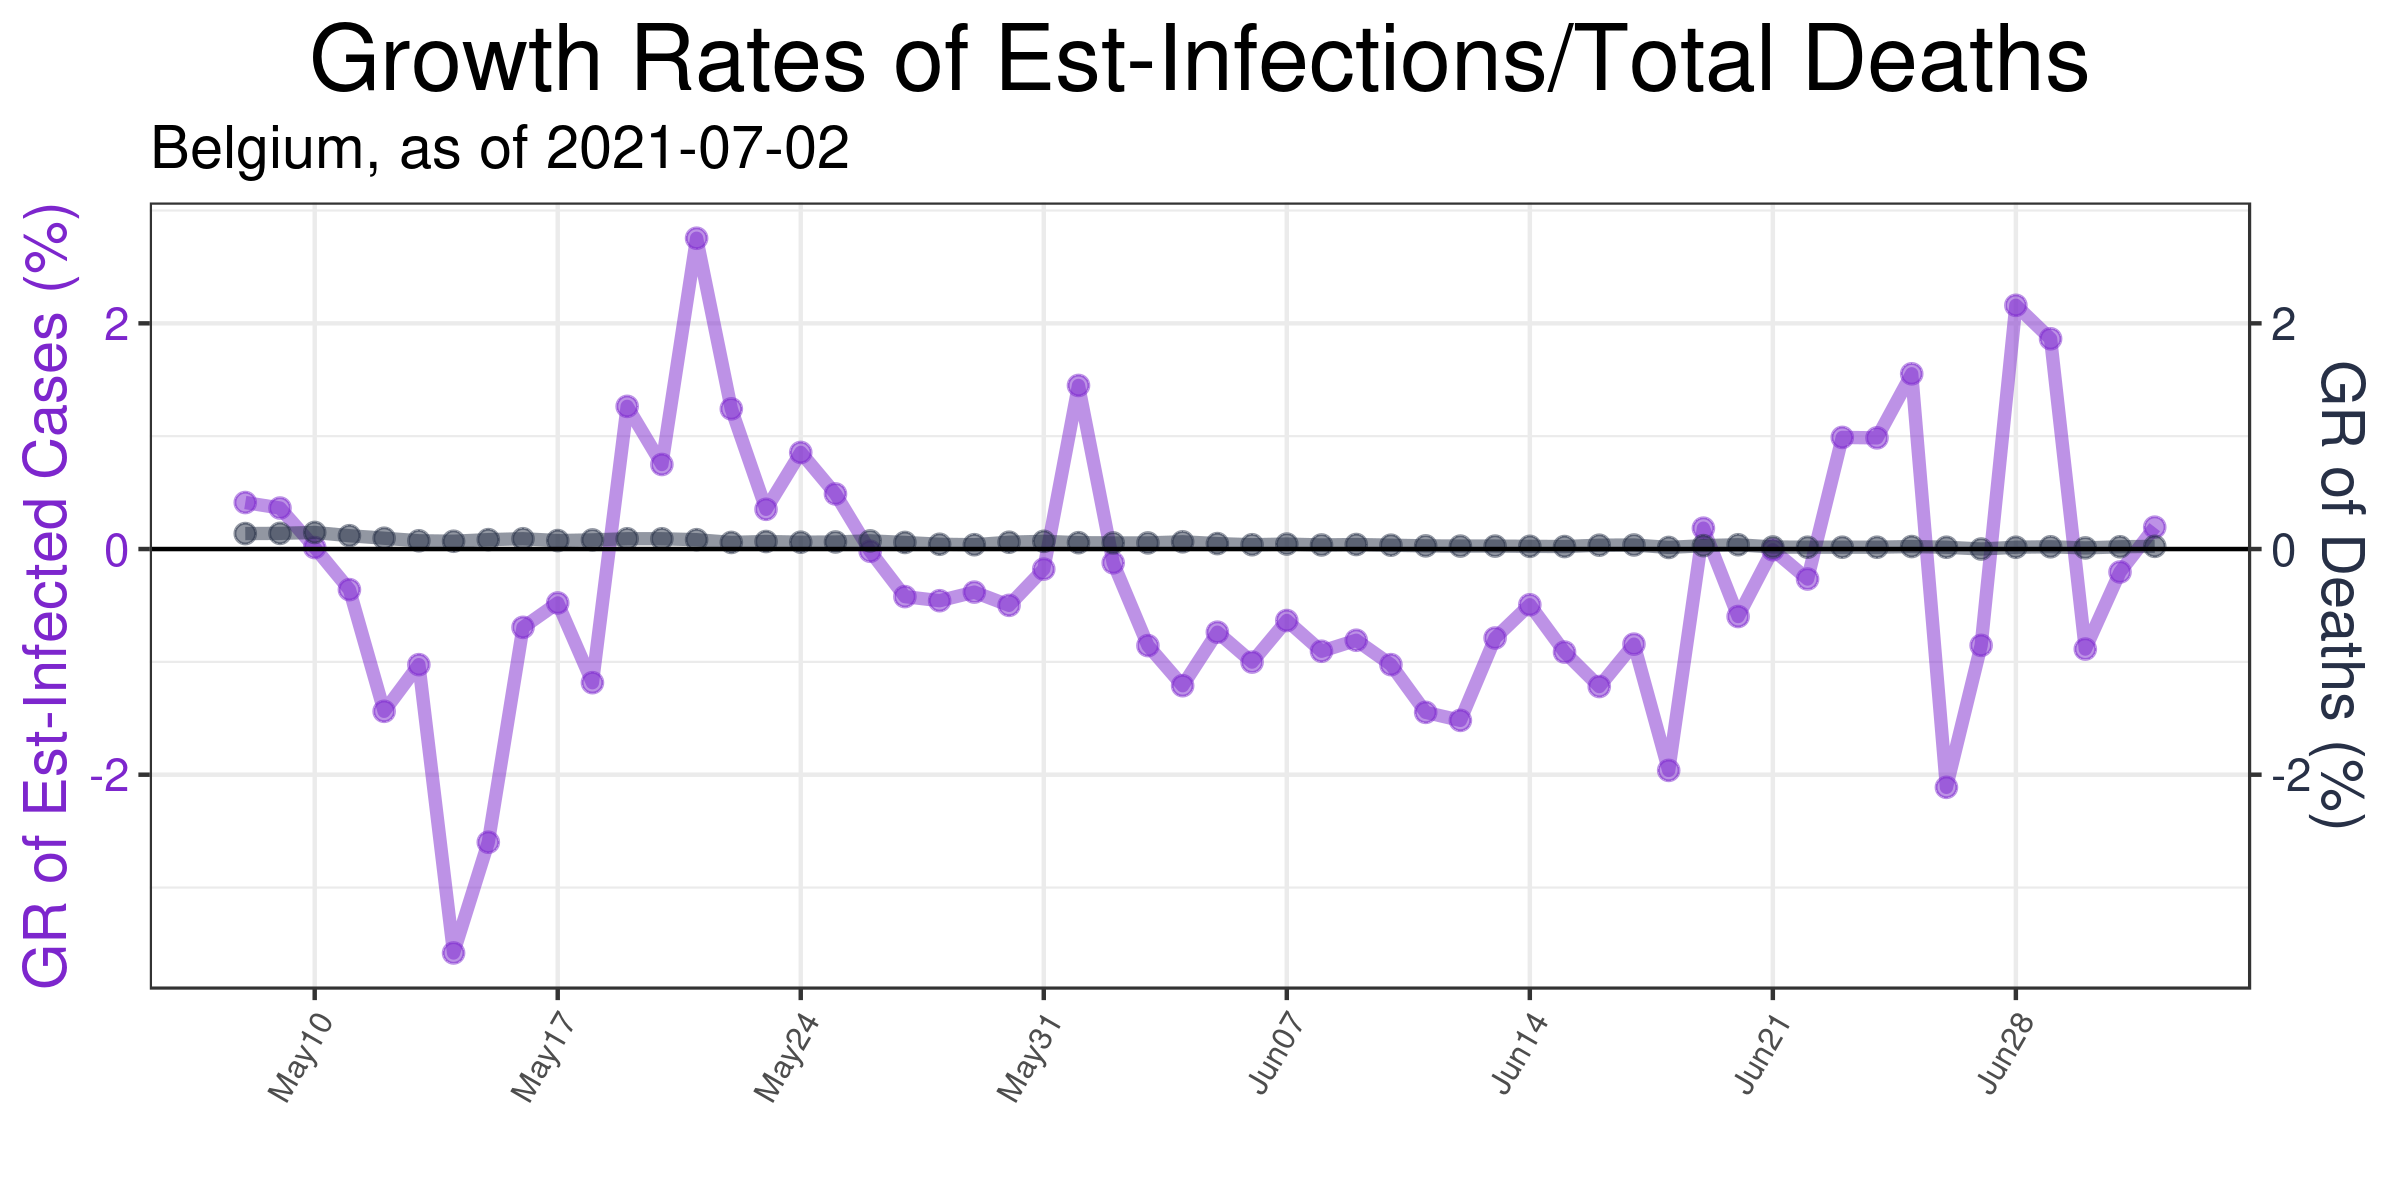 Growth Rates of Est-Infections/Total Deaths
Belgium, as of 2021-07-02
GR of Est-Infected Cases (%)
2
0
-2
2
0
-2
GR of Deaths (%)
May10
May17
May24
May31
Jun07
Jun14
Jun21
Jun28